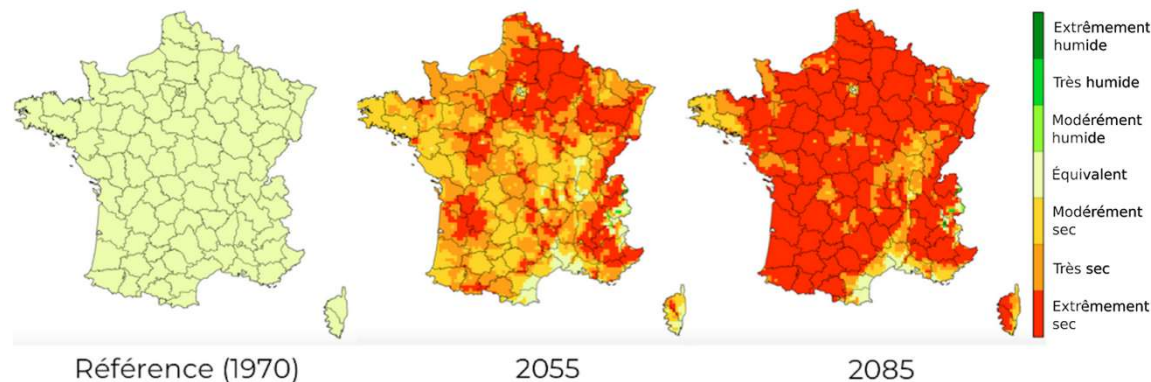 Extrêmement
humide
Très humide
Modérément
humide
Équivalent
Modérément
sec
Très sec
Extrêmement
sec
Référence (1970)
2055
2085